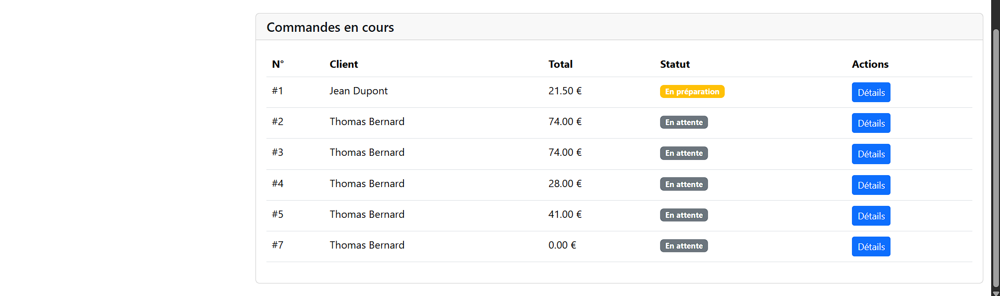 Commandes en cours
N° Client Total Statut Actions
#1 Jean Dupont 21.50 € En préparation Détails
#2 Thomas Bernard 74.00 € En attente Détails
#3 Thomas Bernard 74.00 € En attente Détails
#4 Thomas Bernard 28.00 € En attente Détails
#5 Thomas Bernard 41.00 € En attente Détails
#7 Thomas Bernard 0.00 € En attente Détails